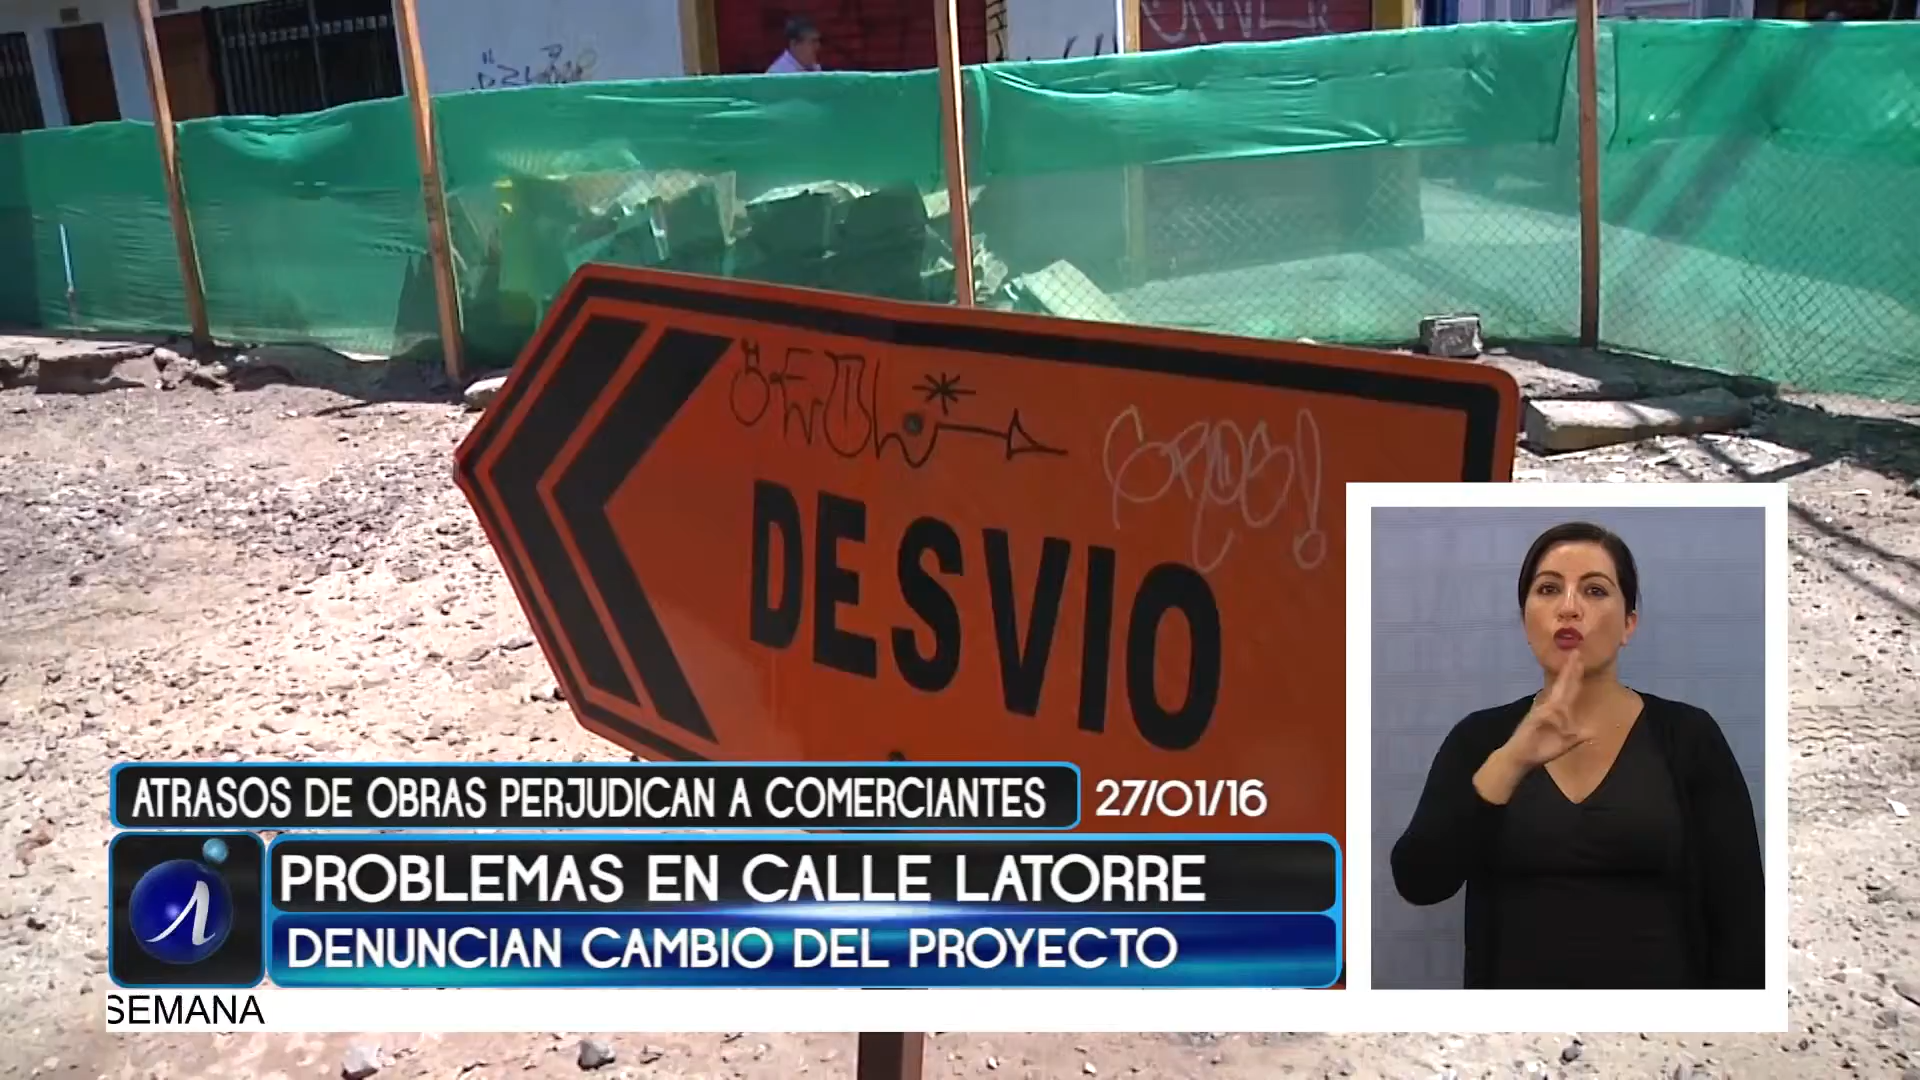 DESVIO
ATRASOS DE OBRAS PERJUDICAN A COMERCIANTES 27/01/16
PROBLEMAS EN CALLE LATORRE
DENUNCIAN CAMBIO DEL PROYECTO
SEMANA